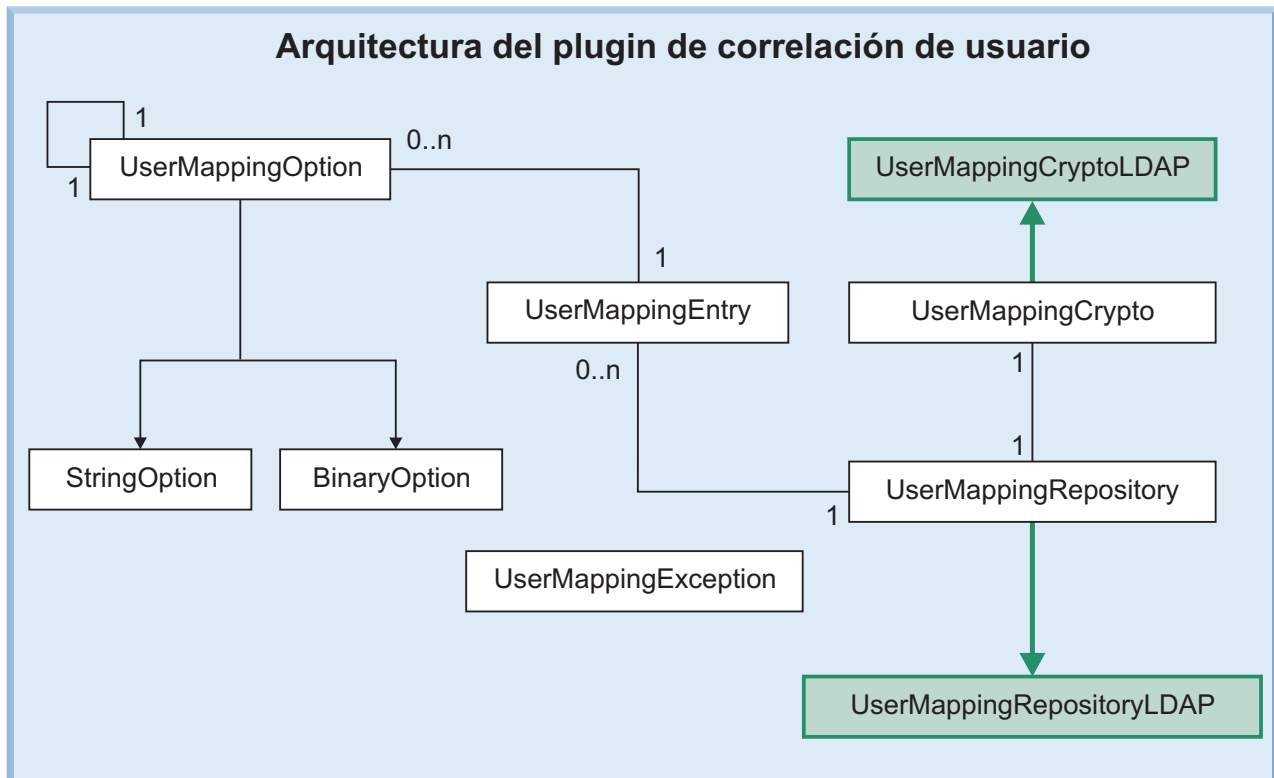 Arquitectura del plugin de correlación de usuario
1
UserMappingOption
1
0..n
1
UserMappingEntry
0..n
UserMappingCryptoLDAP
UserMappingCrypto
1
1
UserMappingRepository
1
StringOption
BinaryOption
UserMappingException
UserMappingRepositoryLDAP